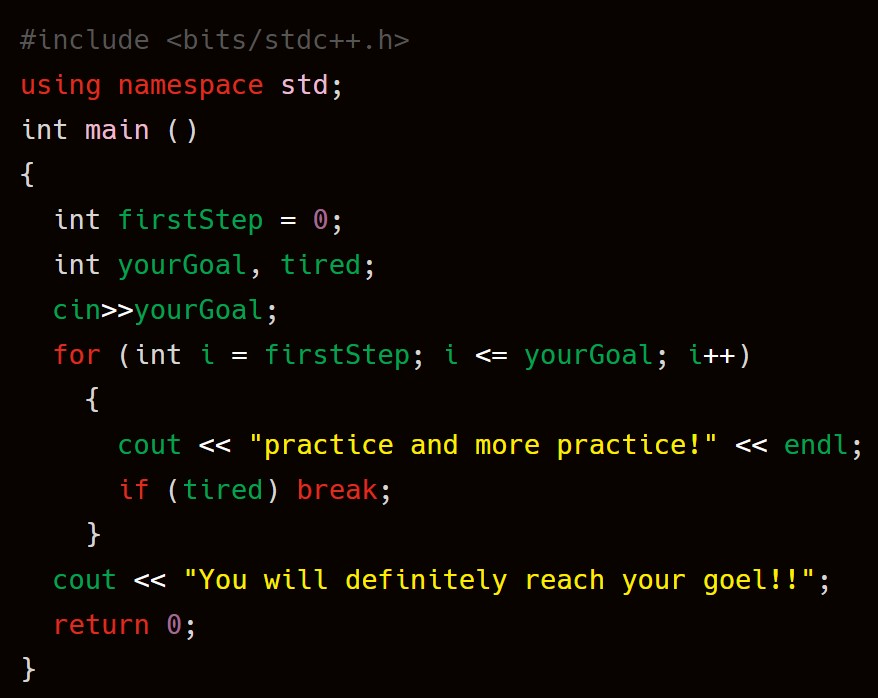 #include <bits/stdc++.h>
using namespace std;
int main ()
{
  int firstStep = 0;
  int yourGoal, tired;
  cin>>yourGoal;
  for (int i = firstStep; i <= yourGoal; i++)
    {
      cout << "practice and more practice!" << endl;
      if (tired) break;
    }
  cout << "You will definitely reach your goel!!";
  return 0;
}